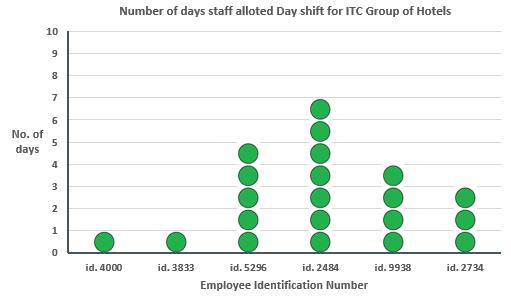 Number of days staff alloted Day shift for ITC Group of Hotels
10
9
8
7
6
No. of
days
5
4
3
2
1
0
id. 4000 id. 3833 id. 5296 id. 2484 id. 9938 id. 2734
Employee Identification Number